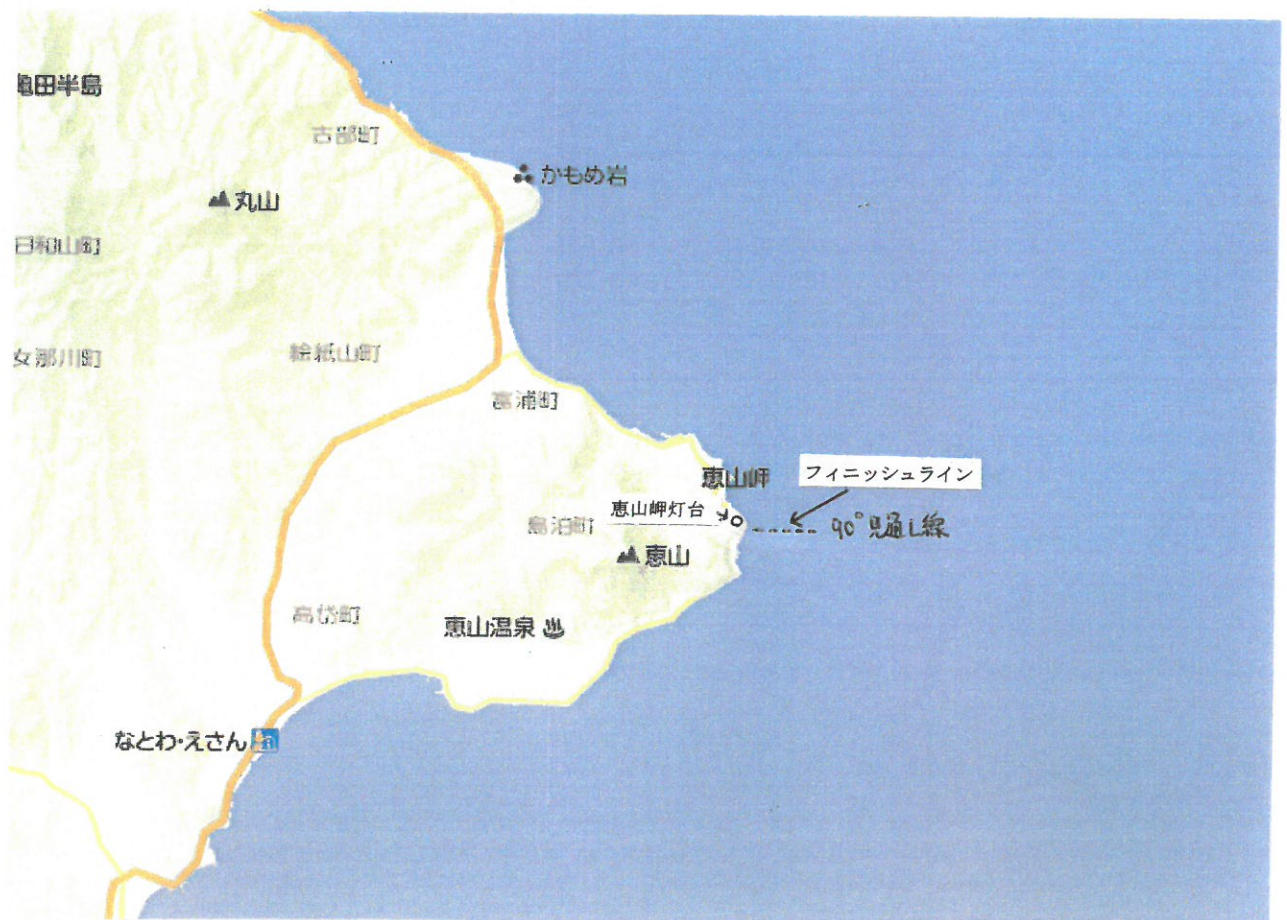 亀田半島
古部町
かもめ岩
丸山
日和山町
絵紙山町
女那川町
富浦町
恵山岬
フィニッシュライン
恵山岬灯台
島泊町
90°見通し線
恵山
高岱町
恵山温泉
なとわ・えさん